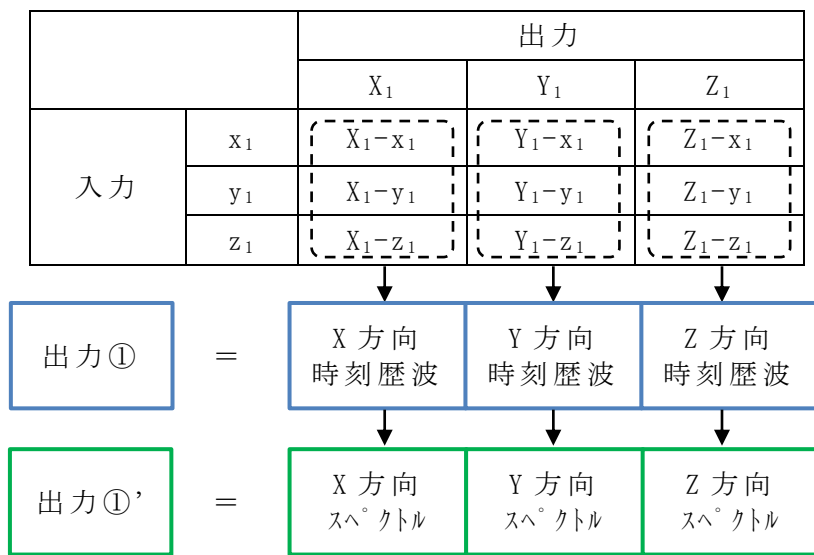 出力
X₁ Y₁ Z₁
入力
x₁ X₁−x₁ Y₁−x₁ Z₁−x₁
y₁ X₁−y₁ Y₁−y₁ Z₁−y₁
z₁ X₁−z₁ Y₁−z₁ Z₁−z₁
出力① =
X 方向 Y 方向 Z 方向
時刻歴波 時刻歴波 時刻歴波
出力①’ =
X 方向 Y 方向 Z 方向
ｽﾍﾟｸﾄﾙ ｽﾍﾟｸﾄﾙ ｽﾍﾟｸﾄﾙ